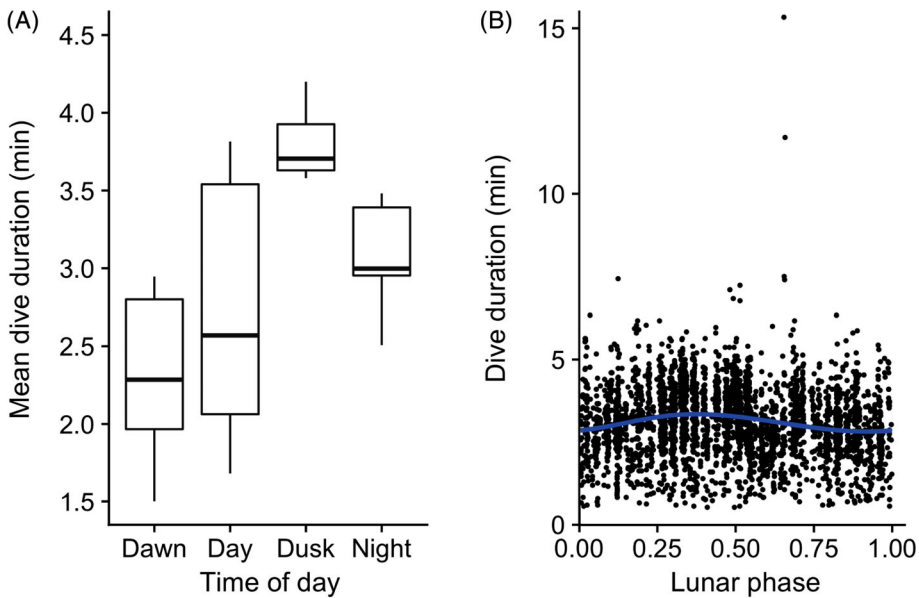 (A)
Mean dive duration (min)
4.5
4.0
3.5
3.0
2.5
2.0
1.5
Dawn Day Dusk Night
Time of day
(B)
Dive duration (min)
15
10
5
0
0.00 0.25 0.50 0.75 1.00
Lunar phase